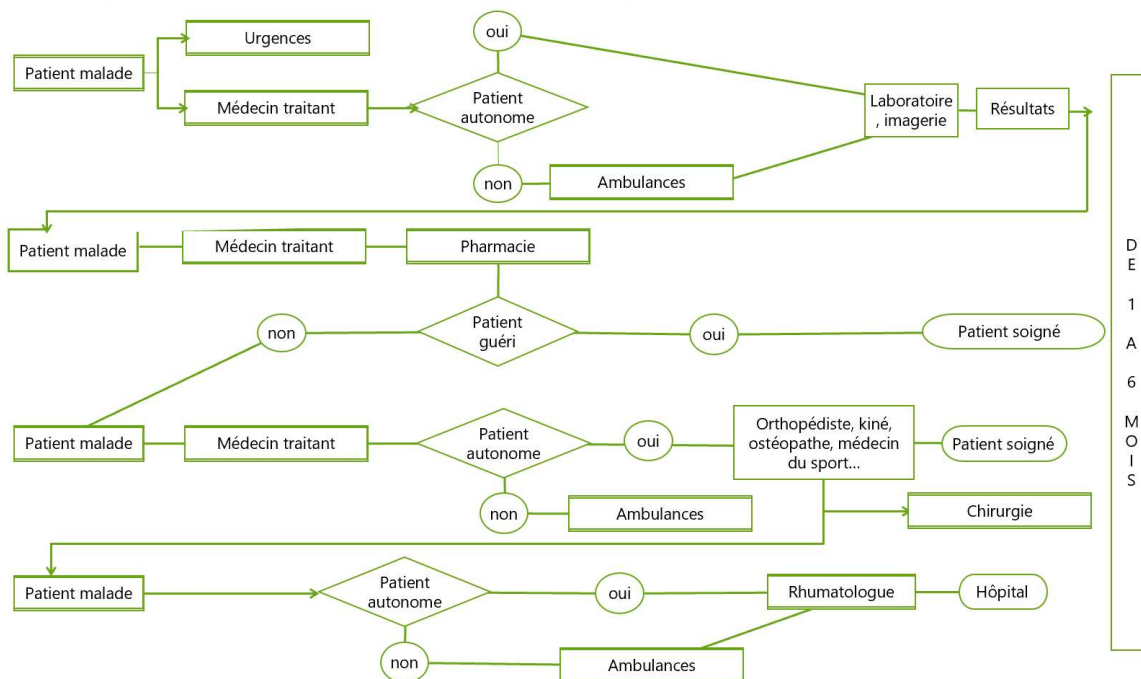 Urgences
oui
Patient malade
Médecin traitant
Patient
autonome
Laboratoire
, imagerie
Résultats
non
Ambulances
Patient malade
Médecin traitant
Pharmacie
non
Patient
guéri
oui
Patient soigné
Patient malade
Médecin traitant
Patient
autonome
oui
Orthopédiste, kiné,
ostéopathe, médecin
du sport...
Patient soigné
non
Ambulances
Chirurgie
Patient malade
Patient
autonome
oui
Rhumatologue
Hôpital
non
Ambulances
DE 1 A 6 MOIS